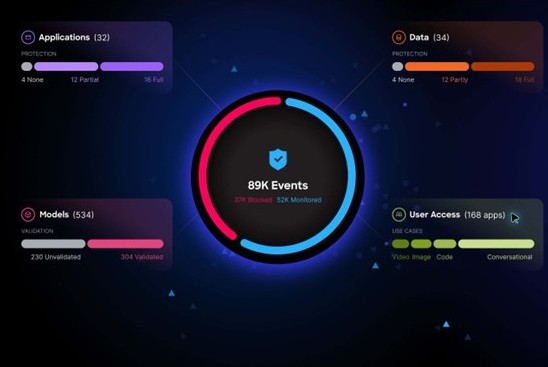 Applications (32)
PROTECTION
4 None 12 Partial 16 Full
Data (34)
PROTECTION
4 None 12 Partly 18 Full
89K Events
37K Blocked 52K Monitored
Models (534)
VALIDATION
230 Unvalidated 304 Validated
User Access (168 apps)
USE CASES
Video Image Code Conversational